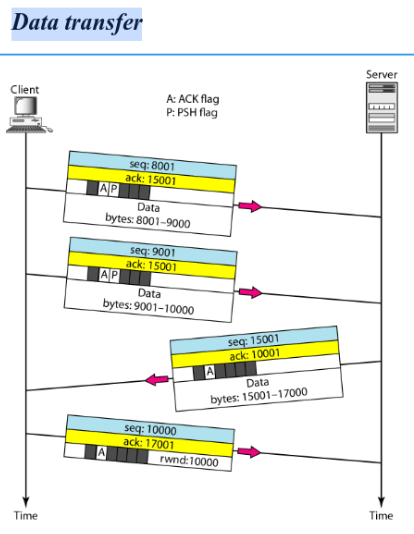 Data transfer
Client
Server
A: ACK flag
P: PSH flag
seq: 8001
ack: 15001
A P
Data
bytes: 8001–9000
seq: 9001
ack: 15001
A P
Data
bytes: 9001–10000
seq: 15001
ack: 10001
A
Data
bytes: 15001–17000
seq: 10000
ack: 17001
A
rwnd:10000
Time
Time